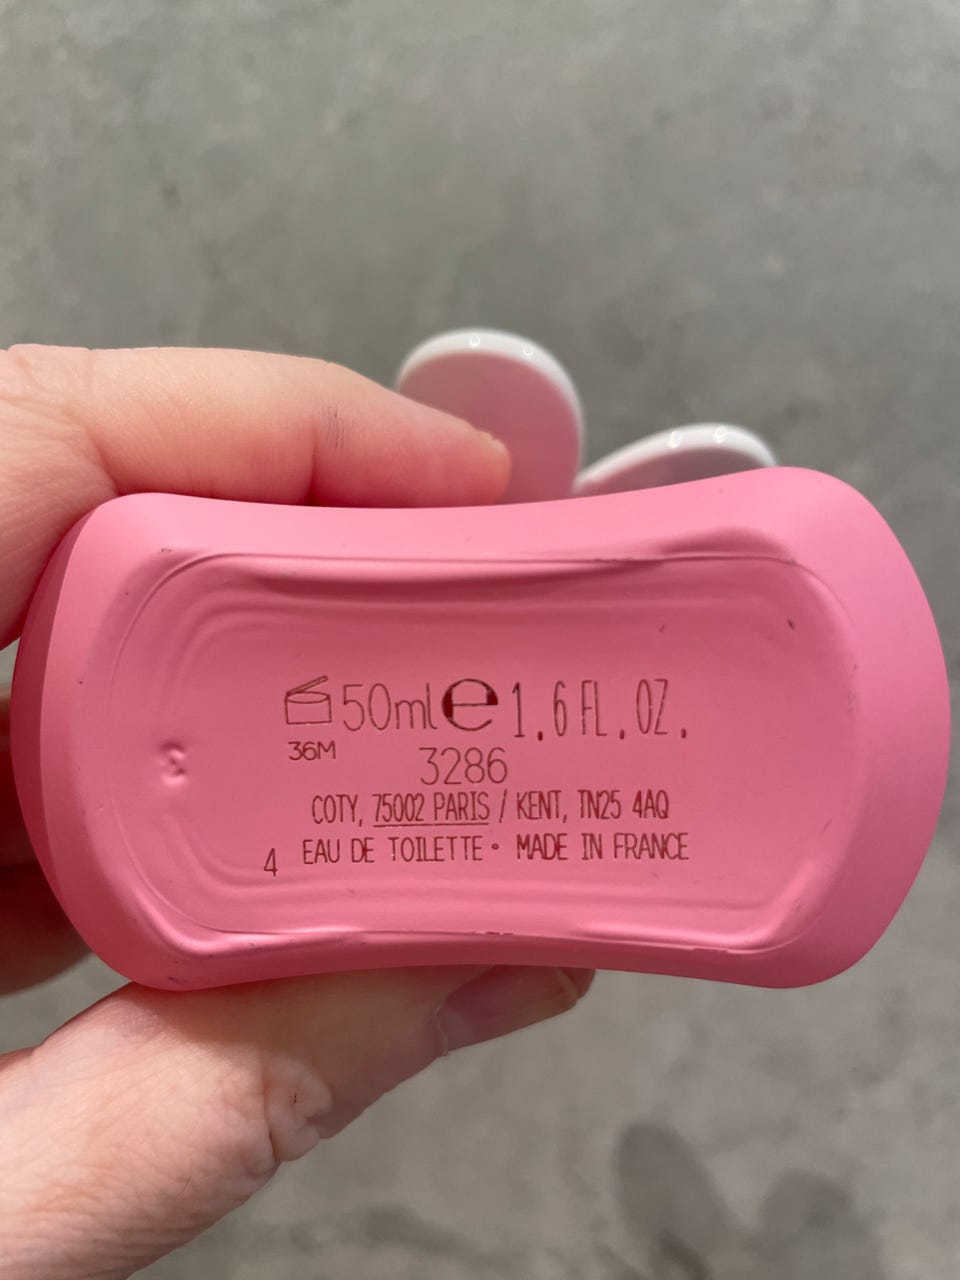 50ml e 1.6 FL. OZ.
36M
3286
COTY, 75002 PARIS / KENT, TN25 4AQ
4 EAU DE TOILETTE • MADE IN FRANCE